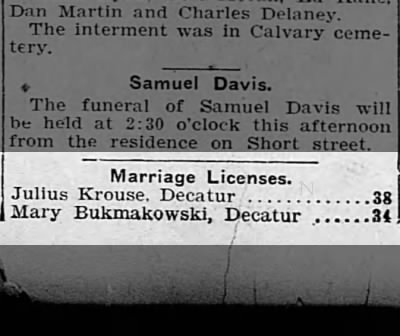 Dan Martin and Charles Delaney.
The interment was in Calvary ceme-
tery.
Samuel Davis.
The funeral of Samuel Davis will
be held at 2:30 o'clock this afternoon
from the residence on Short street.
Marriage Licenses.
Julius Krouse, Decatur .............38
Mary Bukmakowski, Decatur ......34